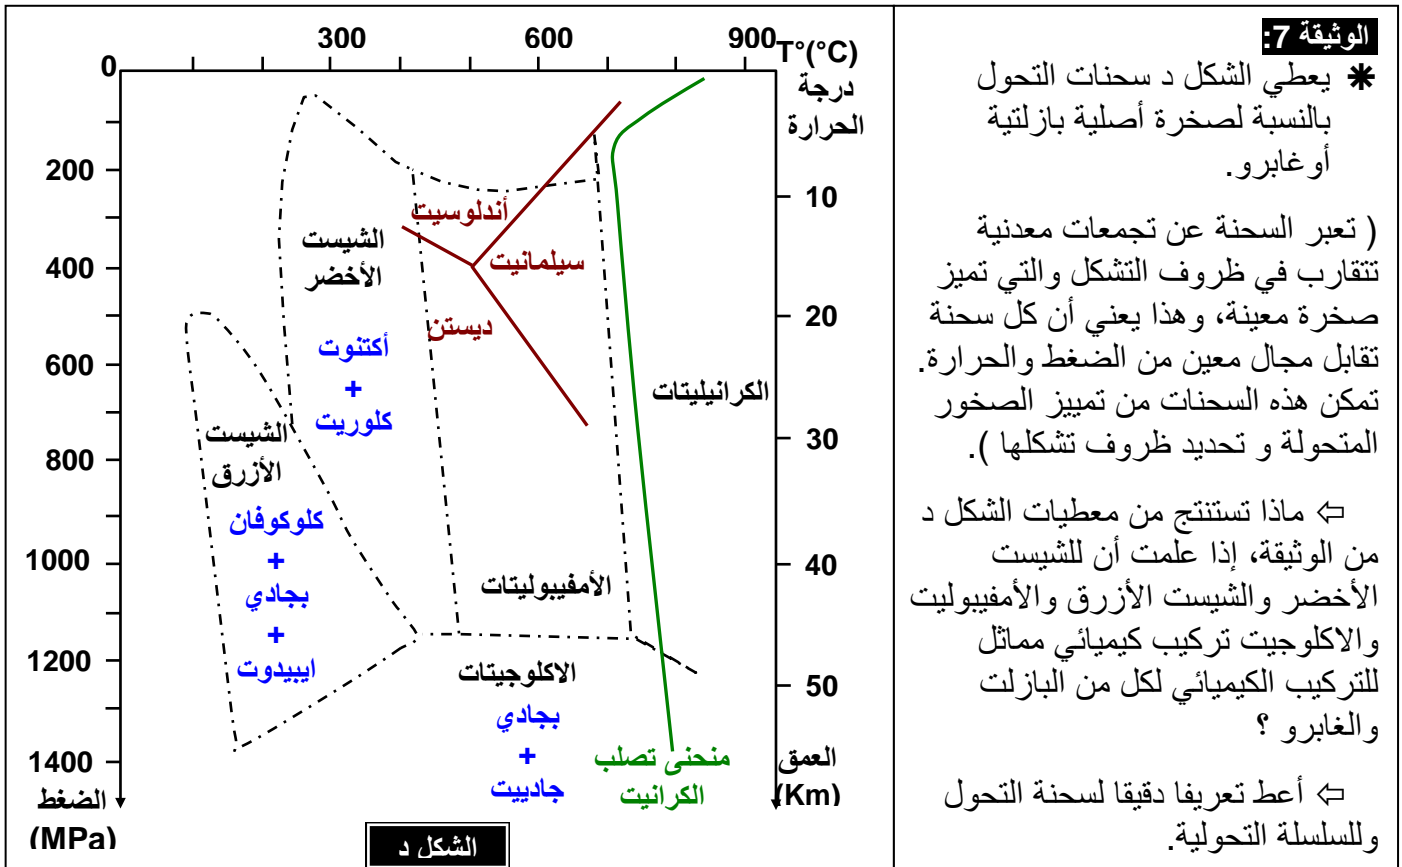 الوثيقة 7:
✱ يعطي الشكل د سحنات التحول
بالنسبة لصخرة أصلية بازلتية
أوغابرو.
( تعبر السحنة عن تجمعات معدنية
تتقارب في ظروف التشكل والتي تميز
صخرة معينة، وهذا يعني أن كل سحنة
تقابل مجال معين من الضغط والحرارة.
تمكن هذه السحنات من تمييز الصخور
المتحولة و تحديد ظروف تشكلها ).
⇦ ماذا تستنتج من معطيات الشكل د
من الوثيقة، إذا علمت أن للشيست
الأخضر والشيست الأزرق والأمفيبوليت
والاكلوجيت تركيب كيميائي مماثل
للتركيب الكيميائي لكل من البازلت
والغابرو ؟
⇦ أعط تعريفا دقيقا لسحنة التحول
وللسلسلة التحولية.
300
600
900
T°(°C)
درجة
الحرارة
0
200
400
600
800
1000
1200
1400
الضغط
(MPa)
10
20
30
40
50
العمق
(Km)
أندلوسيت
سيلمانيت
ديستن
الشيست
الأخضر
أكتنوت
+
كلوريت
الشيست
الأزرق
كلوكوفان
+
بجادي
+
ايبيدوت
الكرانيليتات
الأمفيبوليتات
الاكلوجيتات
بجادي
+
جادييت
منحنى تصلب
الكرانيت
الشكل د